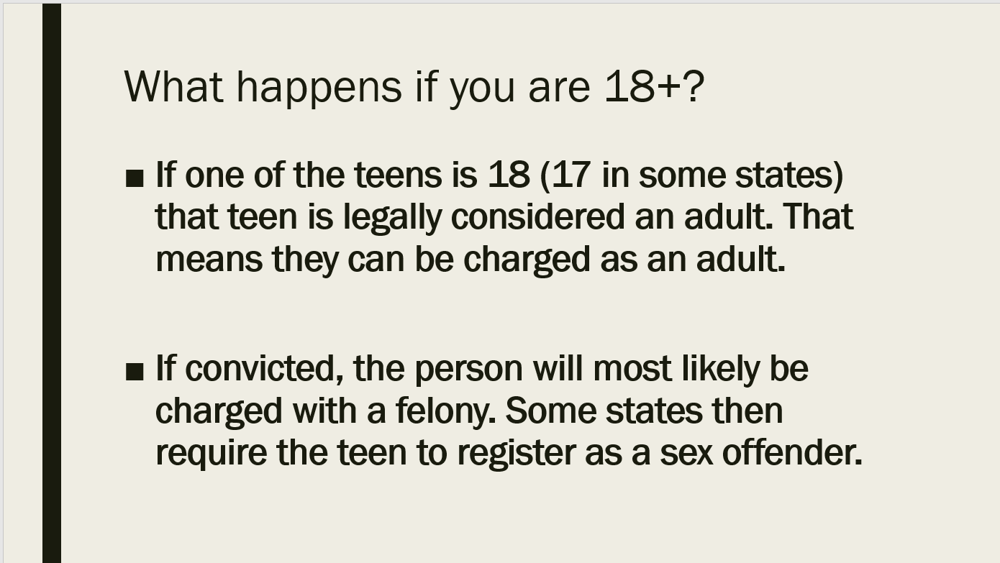 What happens if you are 18+?
■ If one of the teens is 18 (17 in some states)
that teen is legally considered an adult. That
means they can be charged as an adult.
■ If convicted, the person will most likely be
charged with a felony. Some states then
require the teen to register as a sex offender.